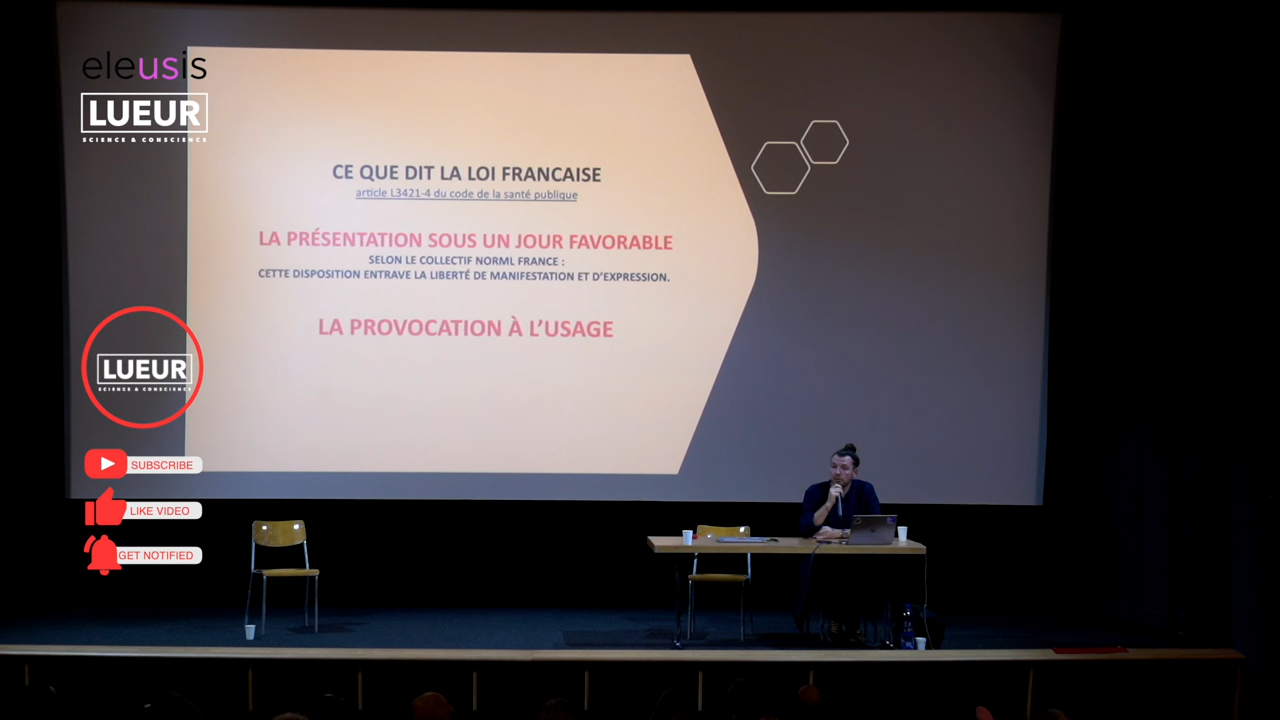 eleusis
LUEUR
SCIENCE & CONSCIENCE
CE QUE DIT LA LOI FRANCAISE
article L3421-4 du code de la santé publique
LA PRÉSENTATION SOUS UN JOUR FAVORABLE
SELON LE COLLECTIF NORML FRANCE :
CETTE DISPOSITION ENTRAVE LA LIBERTÉ DE MANIFESTATION ET D’EXPRESSION.
LA PROVOCATION À L’USAGE
LUEUR
SCIENCE & CONSCIENCE
SUBSCRIBE
LIKE VIDEO
GET NOTIFIED